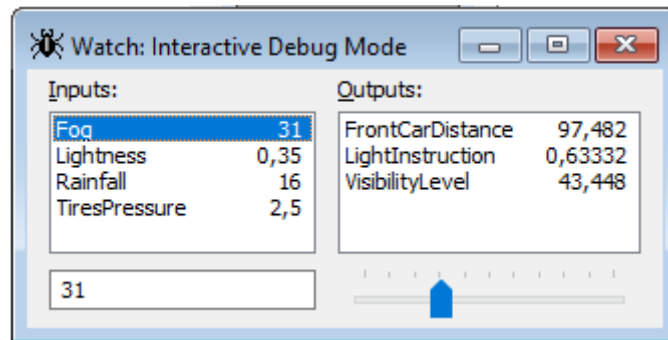 Watch: Interactive Debug Mode
Inputs:
Fog 31
Lightness 0,35
Rainfall 16
TiresPressure 2,5
31
Outputs:
FrontCarDistance 97,482
LightInstruction 0,63332
VisibilityLevel 43,448